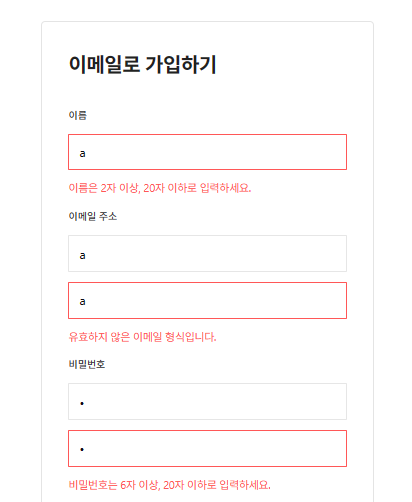 이메일로 가입하기
이름
a
이름은 2자 이상, 20자 이하로 입력하세요.
이메일 주소
a
a
유효하지 않은 이메일 형식입니다.
비밀번호
•
•
비밀번호는 6자 이상, 20자 이하로 입력하세요.